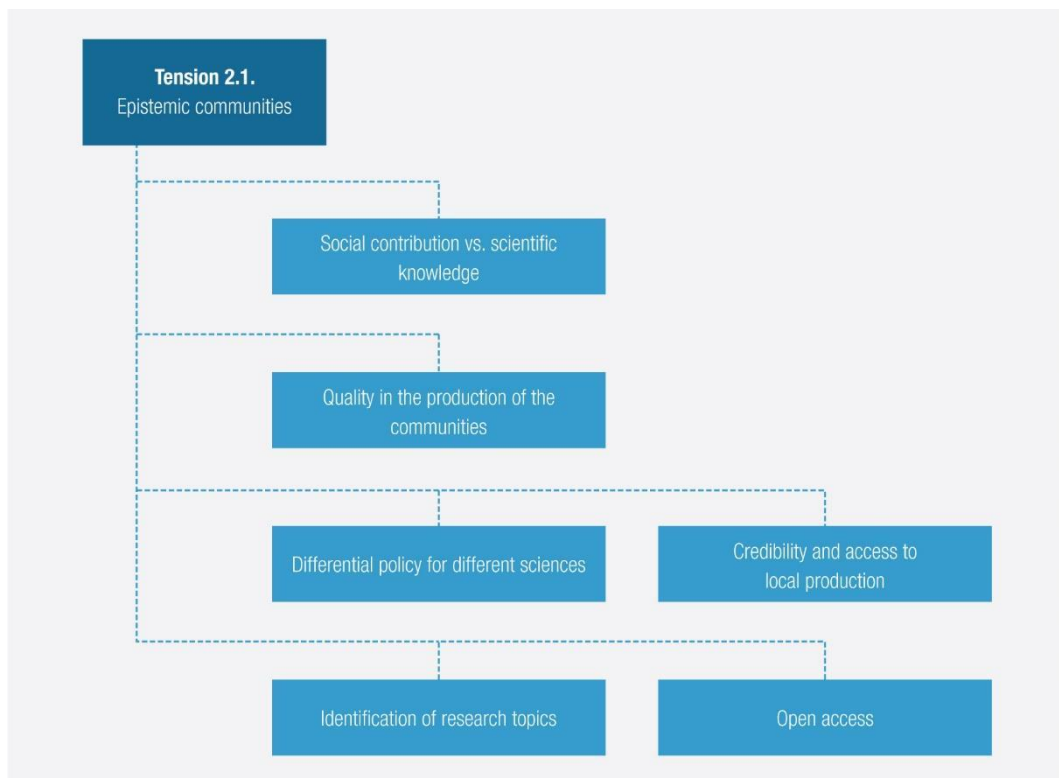 Tension 2.1.
Epistemic communities
Social contribution vs. scientific
knowledge
Quality in the production of the
communities
Differential policy for different sciences
Credibility and access to
local production
Identification of research topics
Open access